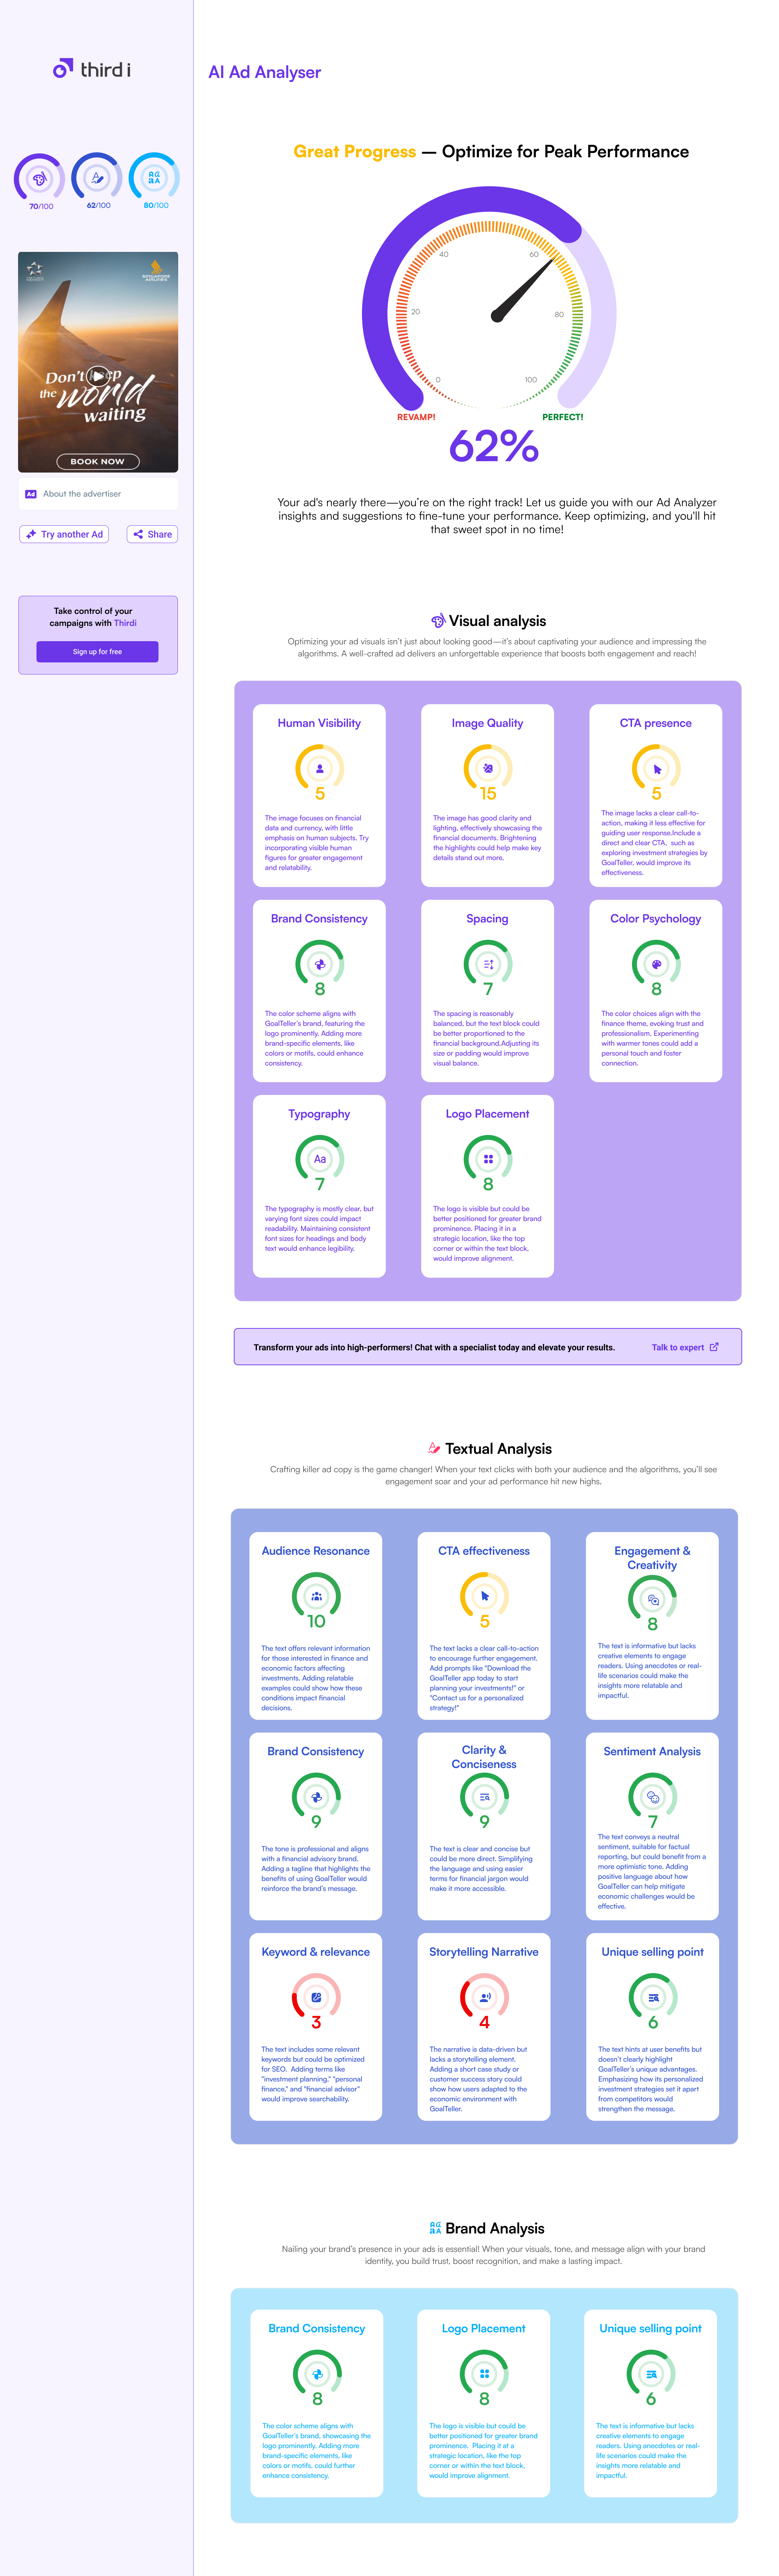 third i
70/100
62/100
80/100
SINGAPORE
AIRLINES
Don't keep
the world
waiting
BOOK NOW
Ad
About the advertiser
Try another Ad
Share
Take control of your
campaigns with Thirdi
Sign up for free
AI Ad Analyser
Great Progress — Optimize for Peak Performance
40
60
20
80
0
100
REVAMP!
PERFECT!
62%
Your ad's nearly there—you're on the right track! Let us guide you with our Ad Analyzer
insights and suggestions to fine-tune your performance. Keep optimizing, and you'll hit
that sweet spot in no time!
Visual analysis
Optimizing your ad visuals isn't just about looking good—it's about captivating your audience and impressing the
algorithms. A well-crafted ad delivers an unforgettable experience that boosts both engagement and reach!
Human Visibility
5
The image focuses on financial
data and currency, with little
emphasis on human subjects. Try
incorporating visible human
figures for greater engagement
and relatability.
Image Quality
15
The image has good clarity and
lighting, effectively showcasing the
financial documents. Brightening
the highlights could help make key
details stand out more.
CTA presence
5
The image lacks a clear call-to-
action, making it less effective for
guiding user response.Include a
direct and clear CTA, such as
exploring investment strategies by
GoalTeller, would improve its
effectiveness.
Brand Consistency
8
The color scheme aligns with
GoalTeller's brand, featuring the
logo prominently. Adding more
brand-specific elements, like
colors or motifs, could enhance
consistency.
Spacing
7
The spacing is reasonably
balanced, but the text block could
be better proportioned to the
financial background.Adjusting its
size or padding would improve
visual balance.
Color Psychology
8
The color choices align with the
finance theme, evoking trust and
professionalism. Experimenting
with warmer tones could add a
personal touch and foster
connection.
Typography
Aa
7
The typography is mostly clear, but
varying font sizes could impact
readability. Maintaining consistent
font sizes for headings and body
text would enhance legibility.
Logo Placement
8
The logo is visible but could be
better positioned for greater brand
prominence. Placing it in a
strategic location, like the top
corner or within the text block,
would improve alignment.
Transform your ads into high-performers! Chat with a specialist today and elevate your results.
Talk to expert
Textual Analysis
Crafting killer ad copy is the game changer! When your text clicks with both your audience and the algorithms, you'll see
engagement soar and your ad performance hit new highs.
Audience Resonance
10
The text offers relevant information
for those interested in finance and
economic factors affecting
investments. Adding relatable
examples could show how these
conditions impact financial
decisions.
CTA effectiveness
5
The text lacks a clear call-to-action
to encourage further engagement.
Add prompts like "Download the
GoalTeller app today to start
planning your investments!" or
"Contact us for a personalized
strategy!"
Engagement &
Creativity
8
The text is informative but lacks
creative elements to engage
readers. Using anecdotes or real-
life scenarios could make the
insights more relatable and
impactful.
Brand Consistency
9
The tone is professional and aligns
with a financial advisory brand.
Adding a tagline that highlights the
benefits of using GoalTeller would
reinforce the brand's message.
Clarity &
Conciseness
9
The text is clear and concise but
could be more direct. Simplifying
the language and using easier
terms for financial jargon would
make it more accessible.
Sentiment Analysis
7
The text conveys a neutral
sentiment, suitable for factual
reporting, but could benefit from a
more optimistic tone. Adding
positive language about how
GoalTeller can help mitigate
economic challenges would be
effective.
Keyword & relevance
3
The text includes some relevant
keywords but could be optimized
for SEO. Adding terms like
"investment planning," "personal
finance," and "financial advisor"
would improve searchability.
Storytelling Narrative
4
The narrative is data-driven but
lacks a storytelling element.
Adding a short case study or
customer success story could
show how users adapted to the
economic environment with
GoalTeller.
Unique selling point
6
The text hints at user benefits but
doesn't clearly highlight
GoalTeller's unique advantages.
Emphasizing how its personalized
investment strategies set it apart
from competitors would
strengthen the message.
Brand Analysis
Nailing your brand's presence in your ads is essential! When your visuals, tone, and message align with your brand
identity, you build trust, boost recognition, and make a lasting impact.
Brand Consistency
8
The color scheme aligns with
GoalTeller's brand, showcasing the
logo prominently. Adding more
brand-specific elements, like
colors or motifs, could further
enhance consistency.
Logo Placement
8
The logo is visible but could be
better positioned for greater brand
prominence. Placing it at a
strategic location, like the top
corner or within the text block,
would improve alignment.
Unique selling point
6
The text is informative but lacks
creative elements to engage
readers. Using anecdotes or real-
life scenarios could make the
insights more relatable and
impactful.